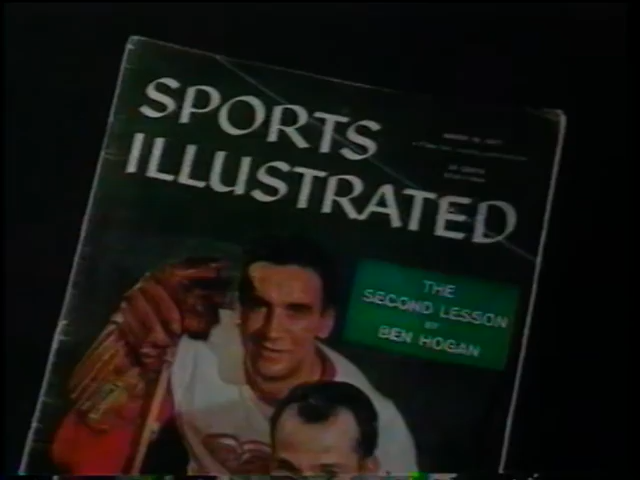 SPORTS
ILLUSTRATED
THE
SECOND LESSON
BY
BEN HOGAN